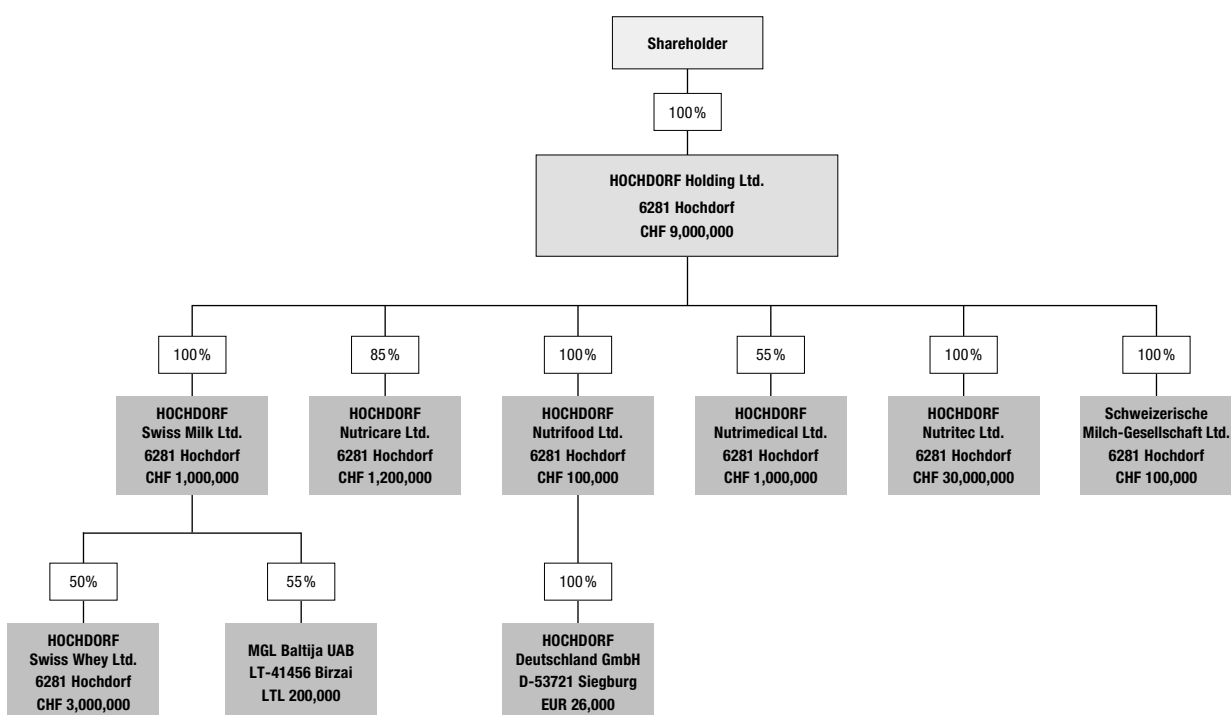 Shareholder
100%
HOCHDORF Holding Ltd.
6281 Hochdorf
CHF 9,000,000
100%
85%
100%
55%
100%
100%
HOCHDORF
Swiss Milk Ltd.
6281 Hochdorf
CHF 1,000,000
HOCHDORF
Nutricare Ltd.
6281 Hochdorf
CHF 1,200,000
HOCHDORF
Nutrifood Ltd.
6281 Hochdorf
CHF 100,000
HOCHDORF
Nutrimedical Ltd.
6281 Hochdorf
CHF 1,000,000
HOCHDORF
Nutritec Ltd.
6281 Hochdorf
CHF 30,000,000
Schweizerische
Milch-Gesellschaft Ltd.
6281 Hochdorf
CHF 100,000
50%
55%
100%
HOCHDORF
Swiss Whey Ltd.
6281 Hochdorf
CHF 3,000,000
MGL Baltija UAB
LT-41456 Birzai
LTL 200,000
HOCHDORF
Deutschland GmbH
D-53721 Siegburg
EUR 26,000